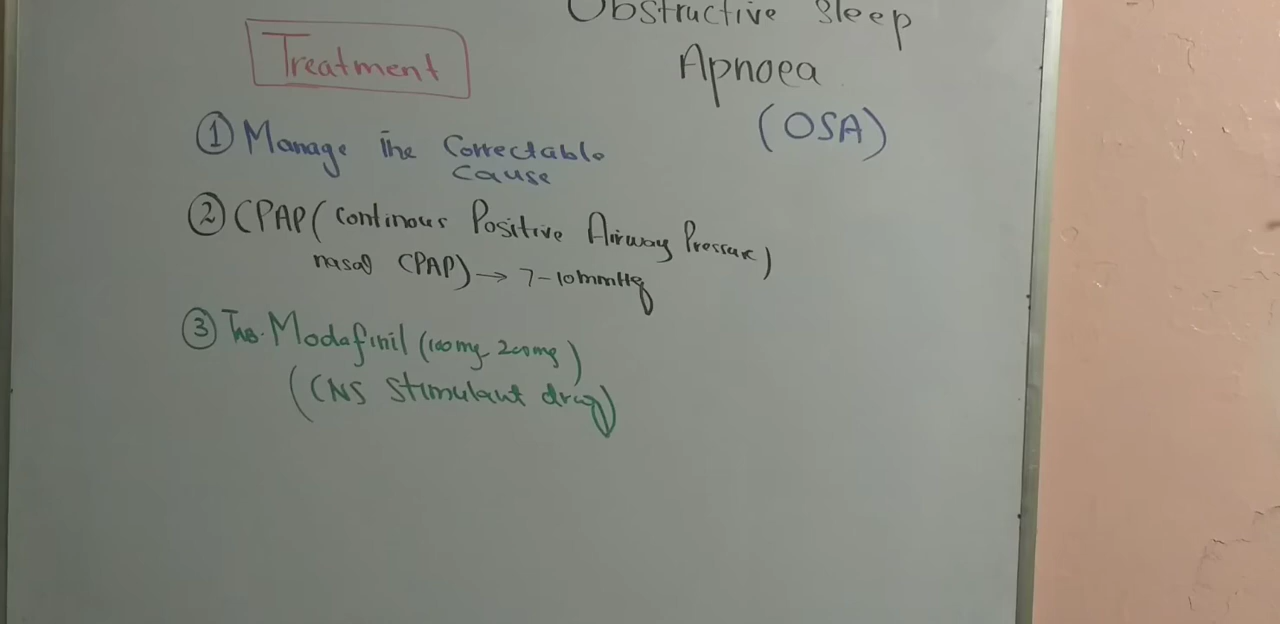 Obstructive Sleep
Apnoea
(OSA)
Treatment
① Manage the Correctable
cause
② CPAP (Continous Positive Airway Pressure)
nasal CPAP) → 7-10mmHg
③ Tab. Modafinil (100mg-200mg)
(CNS Stimulant drug)